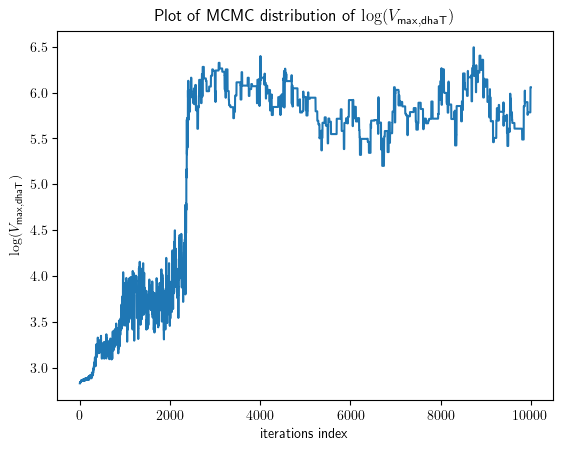 Plot of MCMC distribution of log(V_max,dhaT)
log(V_max,dhaT)
6.5
6.0
5.5
5.0
4.5
4.0
3.5
3.0
0 2000 4000 6000 8000 10000
iterations index